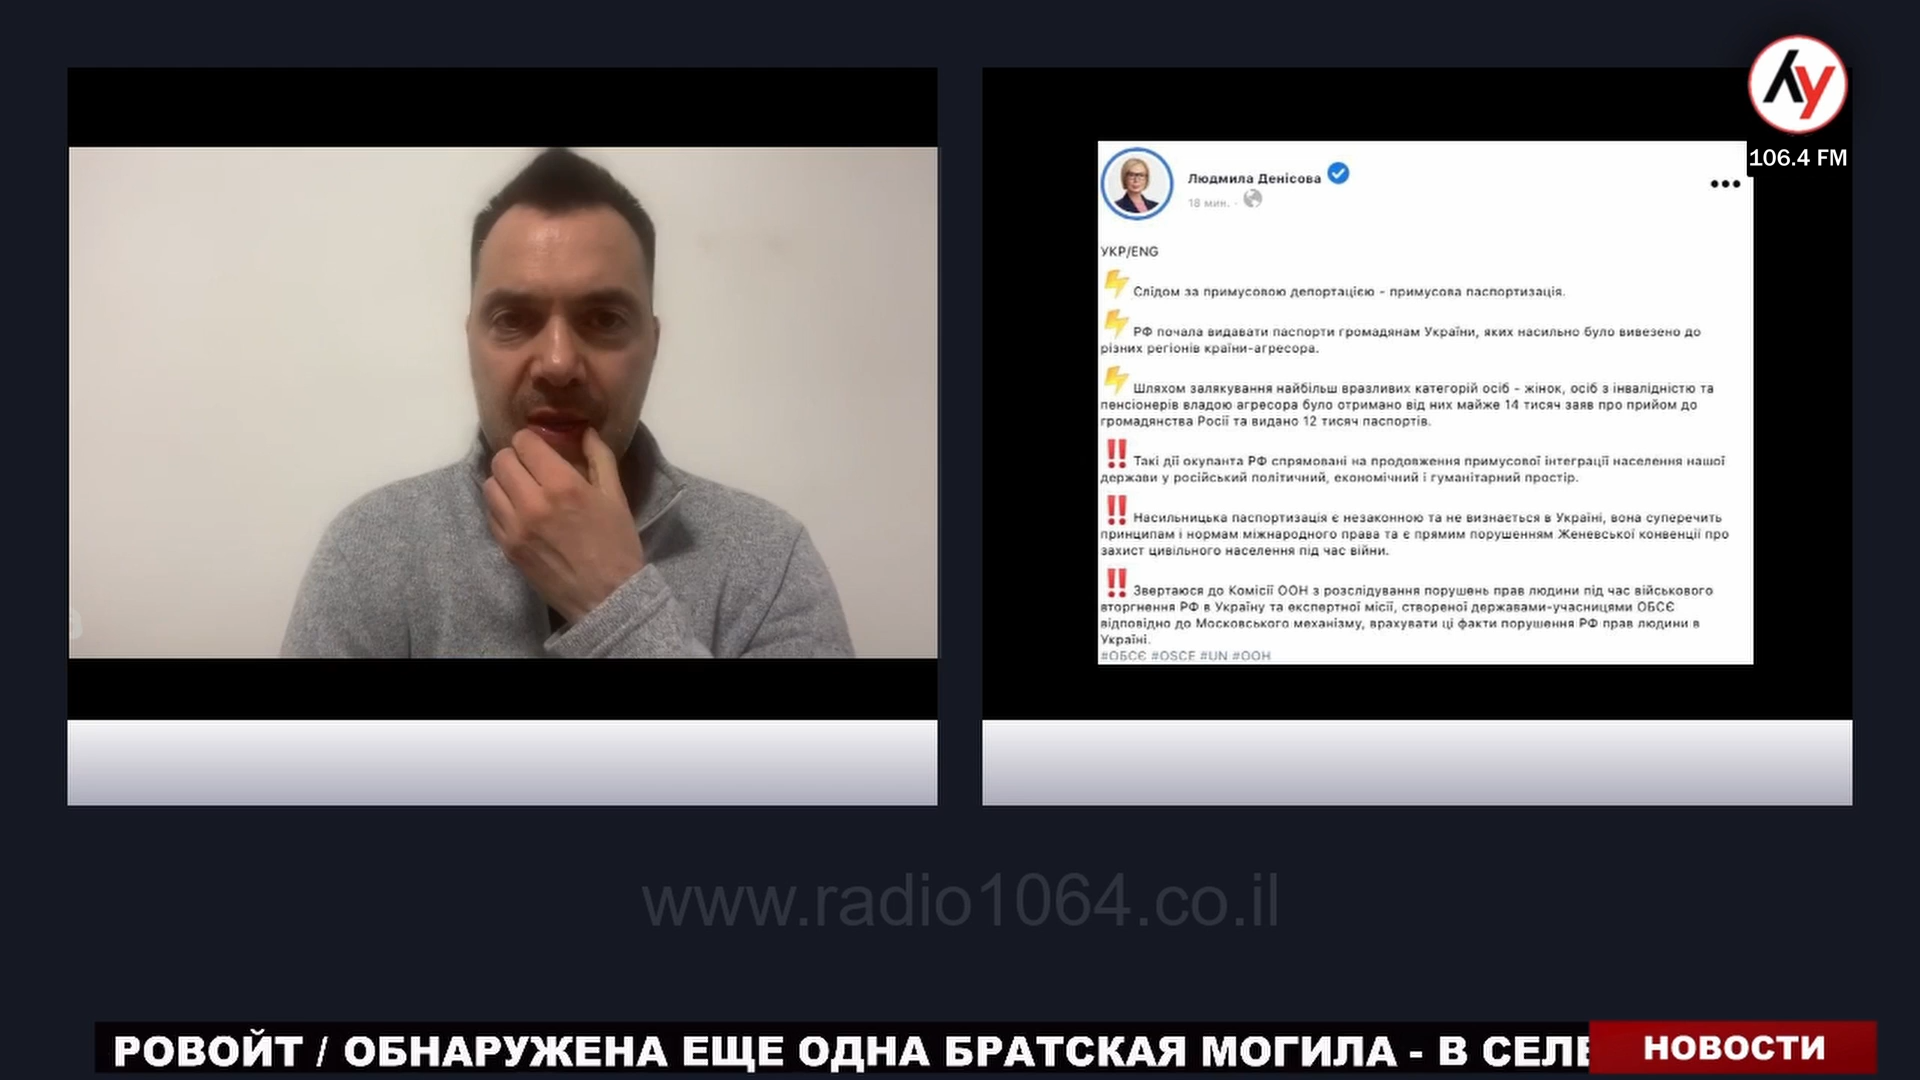 ЛУ
106.4 FM
Людмила Денісова
18 мин. ·
УКР/ENG
Слідом за примусовою депортацією - примусова паспортизація.
РФ почала видавати паспорти громадянам України, яких насильно було вивезено до
різних регіонів країни-агресора.
Шляхом залякування найбільш вразливих категорій осіб - жінок, осіб з інвалідністю та
пенсіонерів владою агресора було отримано від них майже 14 тисяч заяв про прийом до
громадянства Росії та видано 12 тисяч паспортів.
Такі дії окупанта РФ спрямовані на продовження примусової інтеграції населення нашої
держави у російський політичний, економічний і гуманітарний простір.
Насильницька паспортизація є незаконною та не визнається в Україні, вона суперечить
принципам і нормам міжнародного права та є прямим порушенням Женевської конвенції про
захист цивільного населення під час війни.
Звертаюся до Комісії ООН з розслідування порушень прав людини під час військового
вторгнення РФ в Україну та експертної місії, створеної державами-учасницями ОБСЄ
відповідно до Московського механізму, врахувати ці факти порушення РФ прав людини в
Україні.
#ОБСЄ #OSCE #UN #ООН
www.radio1064.co.il
РОВОЙТ / ОБНАРУЖЕНА ЕЩЕ ОДНА БРАТСКАЯ МОГИЛА - В СЕЛЕ
НОВОСТИ